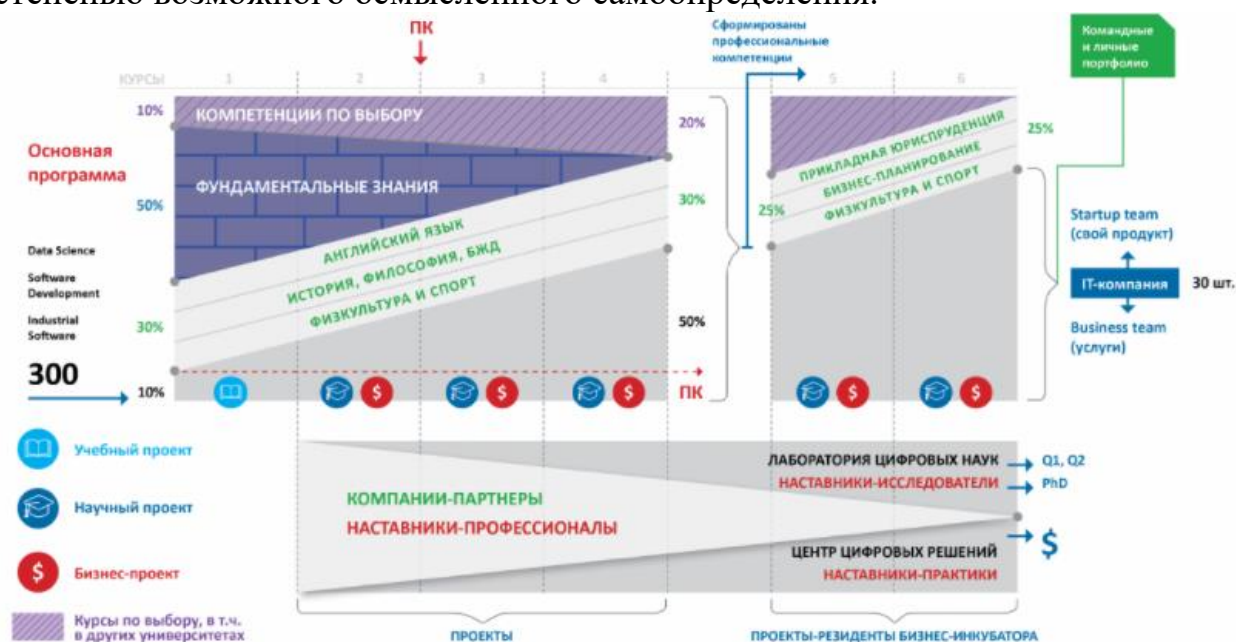 степенью возможного осмысленного самоопределения.
ПК
Сформированы
профессиональные
компетенции
Командные
и личные
портфолио
КУРСЫ 1 2 3 4 5 6
10%
КОМПЕТЕНЦИИ ПО ВЫБОРУ
20%
25%
Основная
программа
ФУНДАМЕНТАЛЬНЫЕ ЗНАНИЯ
50%
30%
25%
ПРИКЛАДНАЯ ЮРИСПРУДЕНЦИЯ
БИЗНЕС-ПЛАНИРОВАНИЕ
ФИЗКУЛЬТУРА И СПОРТ
АНГЛИЙСКИЙ ЯЗЫК
ИСТОРИЯ, ФИЛОСОФИЯ, БЖД
ФИЗКУЛЬТУРА И СПОРТ
Data Science
Software
Development
Industrial
Software
30%
50%
Startup team
(свой продукт)
IT-компания 30 шт.
Business team
(услуги)
300
10%
$ $ $ ПК $ $
Учебный проект
Научный проект
$ Бизнес-проект
Курсы по выбору, в т.ч.
в других университетах
КОМПАНИИ-ПАРТНЕРЫ
НАСТАВНИКИ-ПРОФЕССИОНАЛЫ
ЛАБОРАТОРИЯ ЦИФРОВЫХ НАУК Q1, Q2
НАСТАВНИКИ-ИССЛЕДОВАТЕЛИ PhD
$
ЦЕНТР ЦИФРОВЫХ РЕШЕНИЙ
НАСТАВНИКИ-ПРАКТИКИ
ПРОЕКТЫ
ПРОЕКТЫ-РЕЗИДЕНТЫ БИЗНЕС-ИНКУБАТОРА